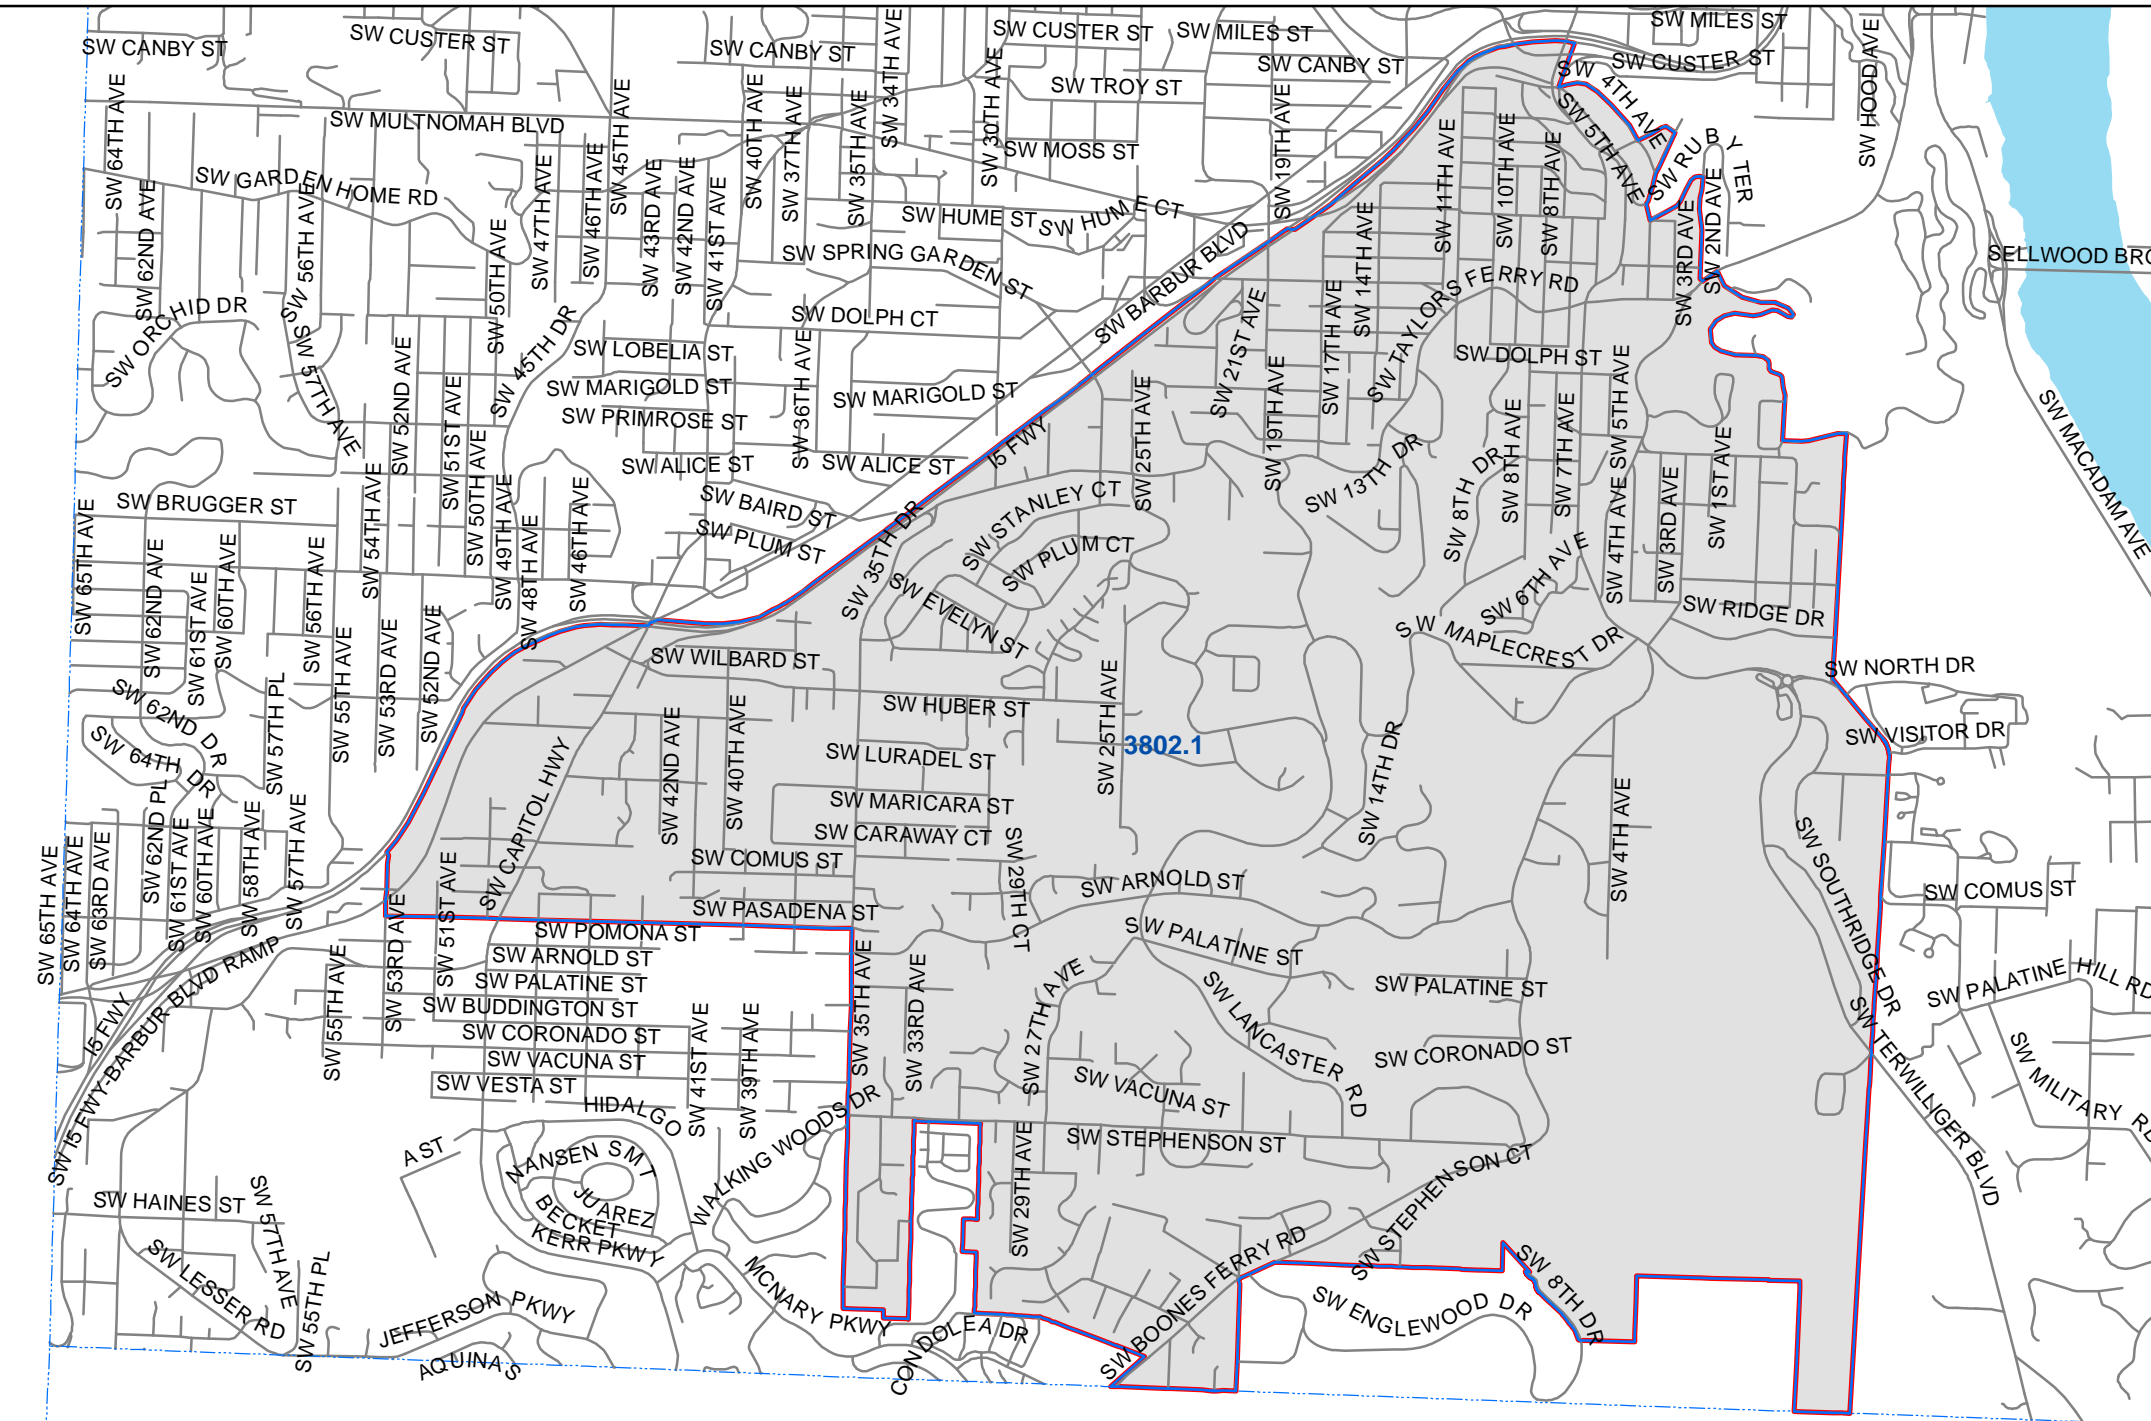 SW CANBY ST
SW CUSTER ST
SW CANBY ST
SW 34TH AVE
SW CUSTER ST
SW MILES ST
SW MILES ST
SW CANBY ST
SW CUSTER ST
SW HOOD AVE
SW 64TH AVE
SW MULTNOMAH BLVD
SW 45TH AVE
SW 40TH AVE
SW 37TH AVE
SW 35TH AVE
SW 30TH AVE
SW TROY ST
SW MOSS ST
SW 19TH AVE
SW 4TH AVE
SW 5TH AVE
SW RUBY TER
SW 11TH AVE
SW 10TH AVE
SW 8TH AVE
SW 3RD AVE
SW 2ND AVE
SW GARDEN HOME RD
SW 62ND AVE
SW 56TH AVE
SW 47TH AVE
SW 46TH AVE
SW 43RD AVE
SW 42ND AVE
SW 41ST AVE
SW HUME ST
SW HUME CT
SW SPRING GARDEN ST
SW BARBUR BLVD
SW 14TH AVE
SW TAYLORS FERRY RD
SELLWOOD BRG
SW ORCHID DR
SW 57TH AVE
SW 50TH AVE
SW 45TH DR
SW DOLPH CT
SW LOBELIA ST
SW MARIGOLD ST
SW MARIGOLD ST
SW PRIMROSE ST
SW 36TH AVE
SW ALICE ST
SW ALICE ST
SW 52ND AVE
SW 51ST AVE
SW 50TH AVE
SW 21ST AVE
SW 19TH AVE
SW 17TH AVE
SW DOLPH ST
SW 5TH AVE
SW 25TH AVE
I5 FWY
SW 13TH DR
SW 8TH DR
SW 8TH AVE
SW 7TH AVE
SW 4TH AVE
SW 3RD AVE
SW 1ST AVE
SW MACADAM AVE
SW BRUGGER ST
SW BAIRD ST
SW PLUM ST
SW 35TH DR
SW STANLEY CT
SW PLUM CT
SW EVELYN ST
SW 65TH AVE
SW 62ND AVE
SW 61ST AVE
SW 60TH AVE
SW 56TH AVE
SW 54TH AVE
SW 49TH AVE
SW 48TH AVE
SW 46TH AVE
SW 6TH AVE
SW MAPLECREST DR
SW RIDGE DR
SW NORTH DR
SW VISITOR DR
SW 62ND DR
SW 64TH DR
SW 57TH PL
SW 55TH AVE
SW 53RD AVE
SW 52ND AVE
SW WILBARD ST
SW HUBER ST
SW 25TH AVE
3802.1
SW LURADEL ST
SW MARICARA ST
SW CARAWAY CT
SW COMUS ST
SW PASADENA ST
SW 42ND AVE
SW 40TH AVE
SW CAPITOL HWY
SW 14TH DR
SW 4TH AVE
SW SOUTHRIDGE DR
SW COMUS ST
SW 65TH AVE
SW 64TH AVE
SW 63RD AVE
SW 62ND PL
SW 61ST AVE
SW 60TH AVE
SW 58TH AVE
SW 57TH AVE
SW 53RD AVE
SW 51ST AVE
SW 29TH CT
SW ARNOLD ST
SW PALATINE ST
SW POMONA ST
SW ARNOLD ST
SW PALATINE ST
SW BUDDINGTON ST
SW CORONADO ST
SW VACUNA ST
SW VESTA ST
SW 55TH AVE
SW 41ST AVE
SW 39TH AVE
SW 35TH AVE
SW 33RD AVE
SW 27TH AVE
SW LANCASTER RD
SW PALATINE ST
SW CORONADO ST
SW PALATINE HILL RD
SW MILITARY RD
SW TERWILLIGER BLVD
I5 FWY
SW I5 FWY-BARBUR BLVD RAMP
SW VACUNA ST
SW STEPHENSON ST
SW STEPHENSON CT
HIDALGO
A ST
NANSEN SMT
JUAREZ
BECKET
KERR PKWY
WALKING WOODS DR
SW 29TH AVE
SW HAINES ST
SW 57TH AVE
SW LESSER RD
SW 55TH PL
JEFFERSON PKWY
AQUINAS
MCNARY PKWY
CONDOLEA DR
SW BOONES FERRY RD
SW ENGLEWOOD DR
SW 8TH DR